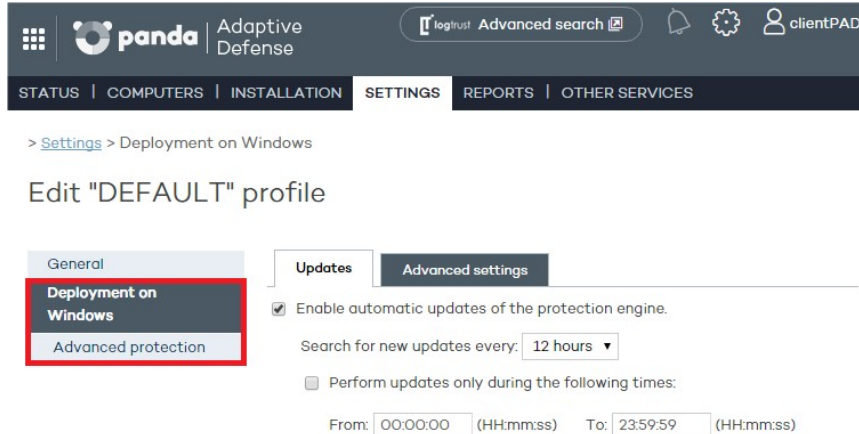 panda Adaptive Defense
logtrust Advanced search
clientPAD
STATUS | COMPUTERS | INSTALLATION SETTINGS REPORTS | OTHER SERVICES
> Settings > Deployment on Windows
Edit "DEFAULT" profile
General
Deployment on
Windows
Advanced protection
Updates
Advanced settings
Enable automatic updates of the protection engine.
Search for new updates every: 12 hours
Perform updates only during the following times:
From: 00:00:00 (HH:mm:ss) To: 23:59:59 (HH:mm:ss)